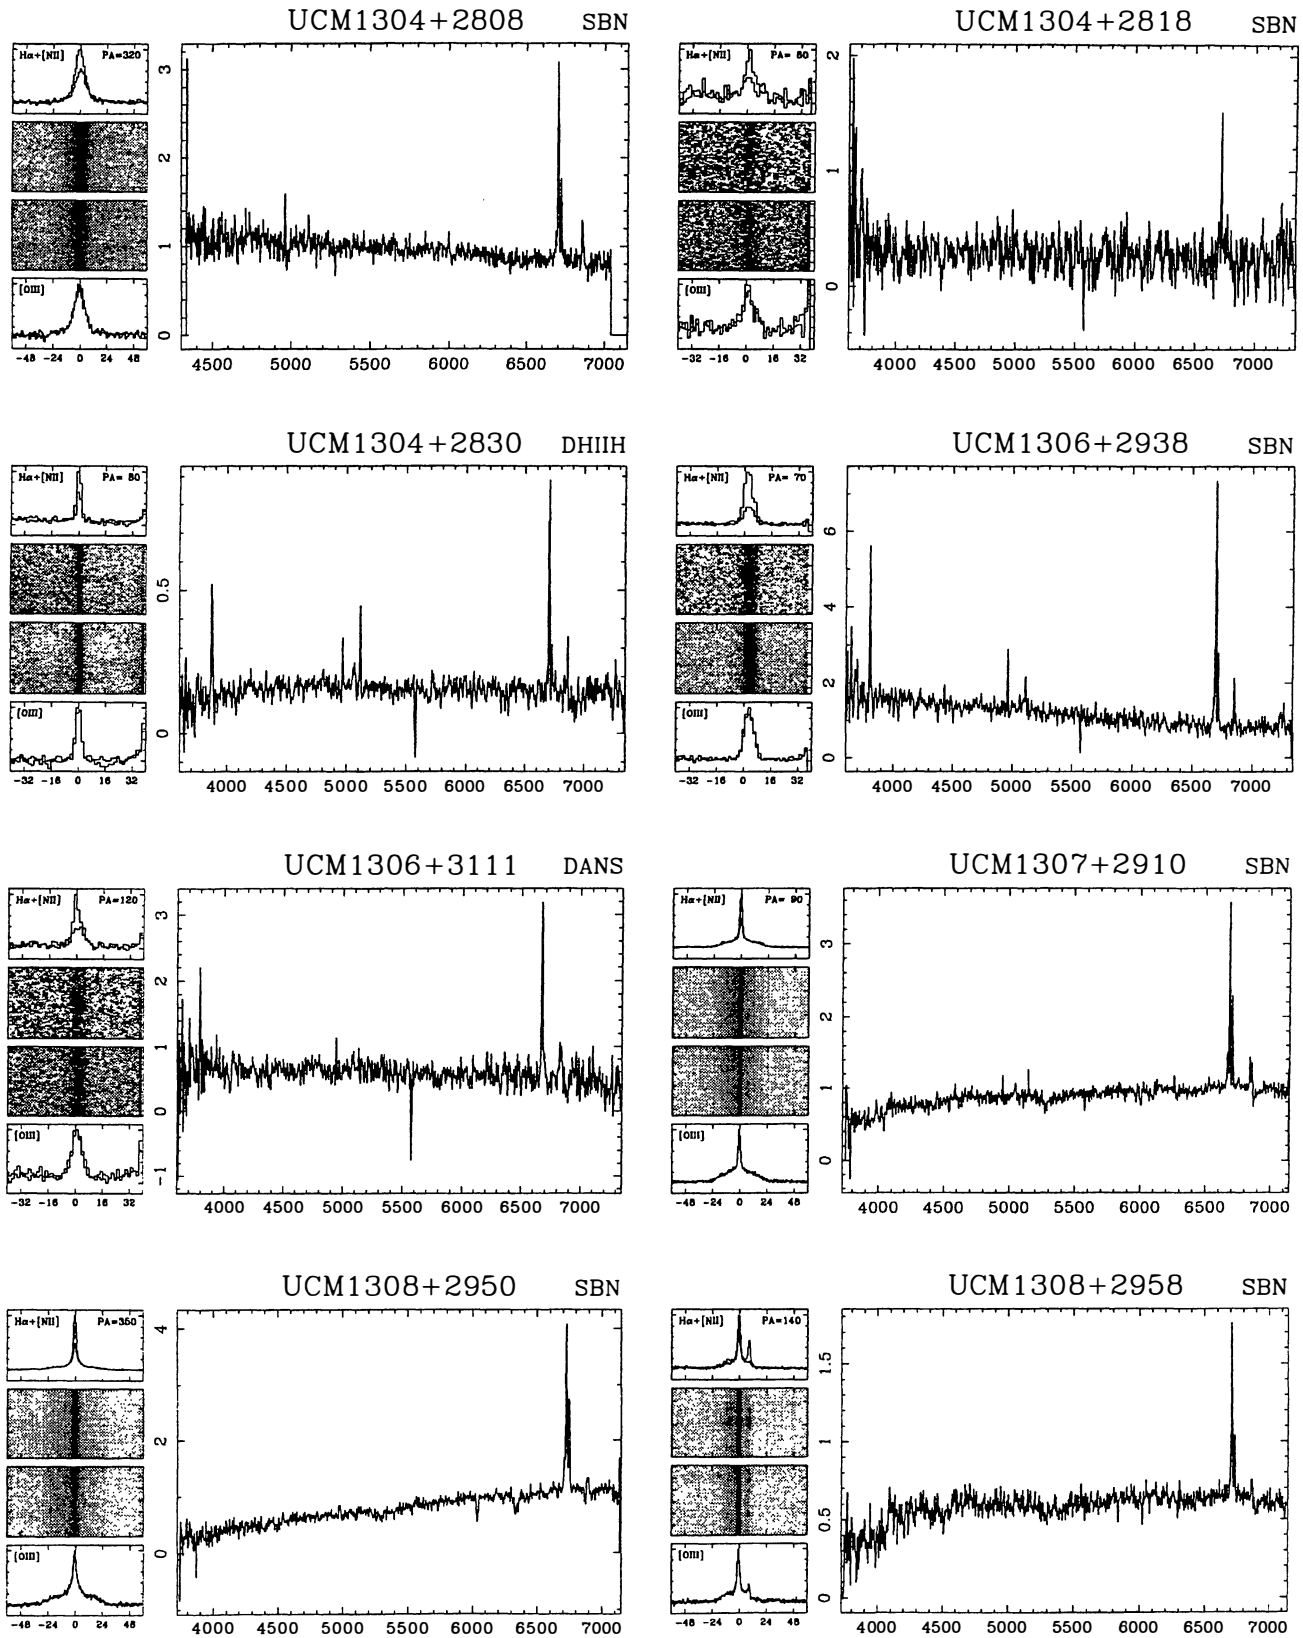 UCM1304+2808 SBN
Hα+[NII] PA=320
3
2
1
0
[OIII]
-48 -24 0 24 48
4500 5000 5500 6000 6500 7000
UCM1304+2818 SBN
Hα+[NII] PA= 80
2
1
0
[OIII]
-32 -16 0 16 32
4000 4500 5000 5500 6000 6500 7000
UCM1304+2830 DHIIH
Hα+[NII] PA= 80
0.5
0
[OIII]
-32 -16 0 16 32
4000 4500 5000 5500 6000 6500 7000
UCM1306+2938 SBN
Hα+[NII] PA= 70
6
4
2
0
[OIII]
-32 -16 0 16 32
4000 4500 5000 5500 6000 6500 7000
UCM1306+3111 DANS
Hα+[NII] PA=120
3
2
1
0
-1
[OIII]
-32 -16 0 16 32
4000 4500 5000 5500 6000 6500 7000
UCM1307+2910 SBN
Hα+[NII] PA= 90
3
2
1
0
[OIII]
-48 -24 0 24 48
4000 4500 5000 5500 6000 6500 7000
UCM1308+2950 SBN
Hα+[NII] PA=350
4
2
0
[OIII]
-48 -24 0 24 48
4000 4500 5000 5500 6000 6500 7000
UCM1308+2958 SBN
Hα+[NII] PA=140
1.5
1
0.5
0
[OIII]
-48 -24 0 24 48
4000 4500 5000 5500 6000 6500 7000